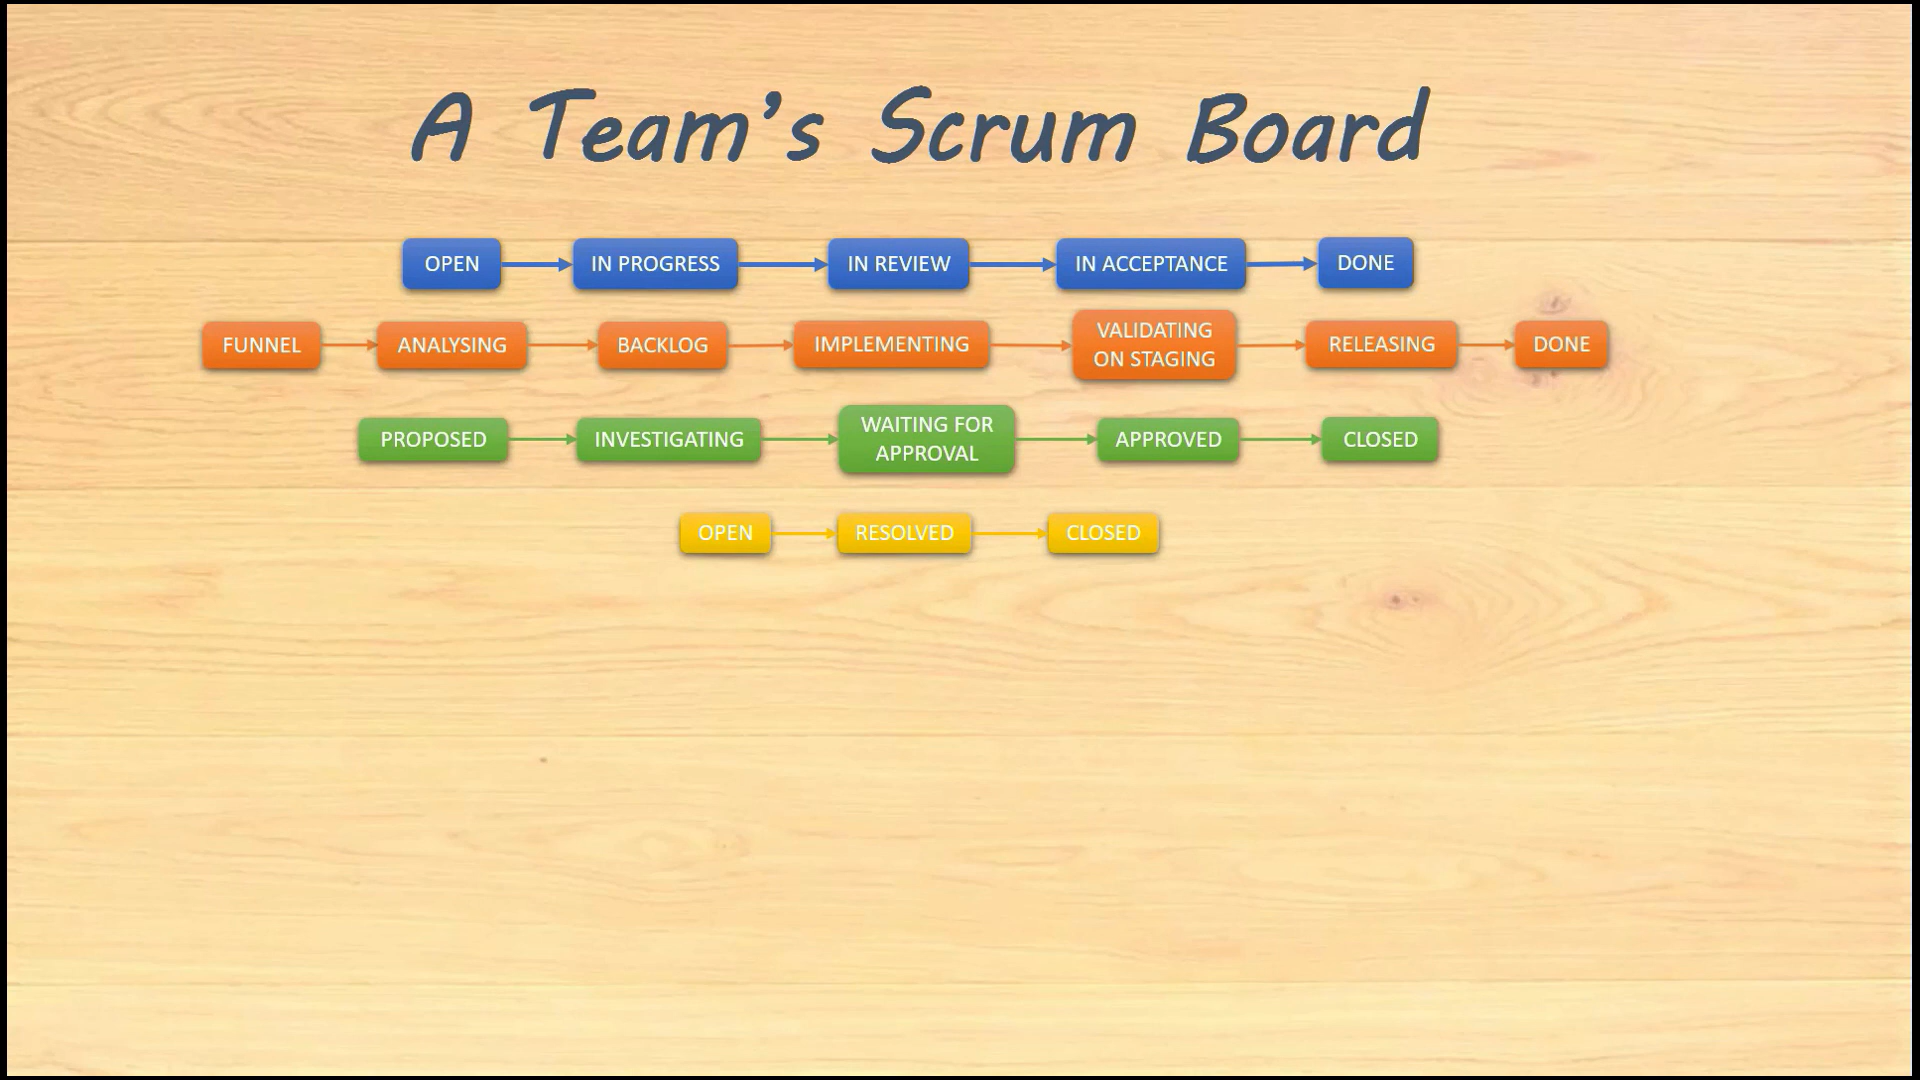 A Team's Scrum Board
OPEN IN PROGRESS IN REVIEW IN ACCEPTANCE DONE
FUNNEL ANALYSING BACKLOG IMPLEMENTING VALIDATING ON STAGING RELEASING DONE
PROPOSED INVESTIGATING WAITING FOR APPROVAL APPROVED CLOSED
OPEN RESOLVED CLOSED